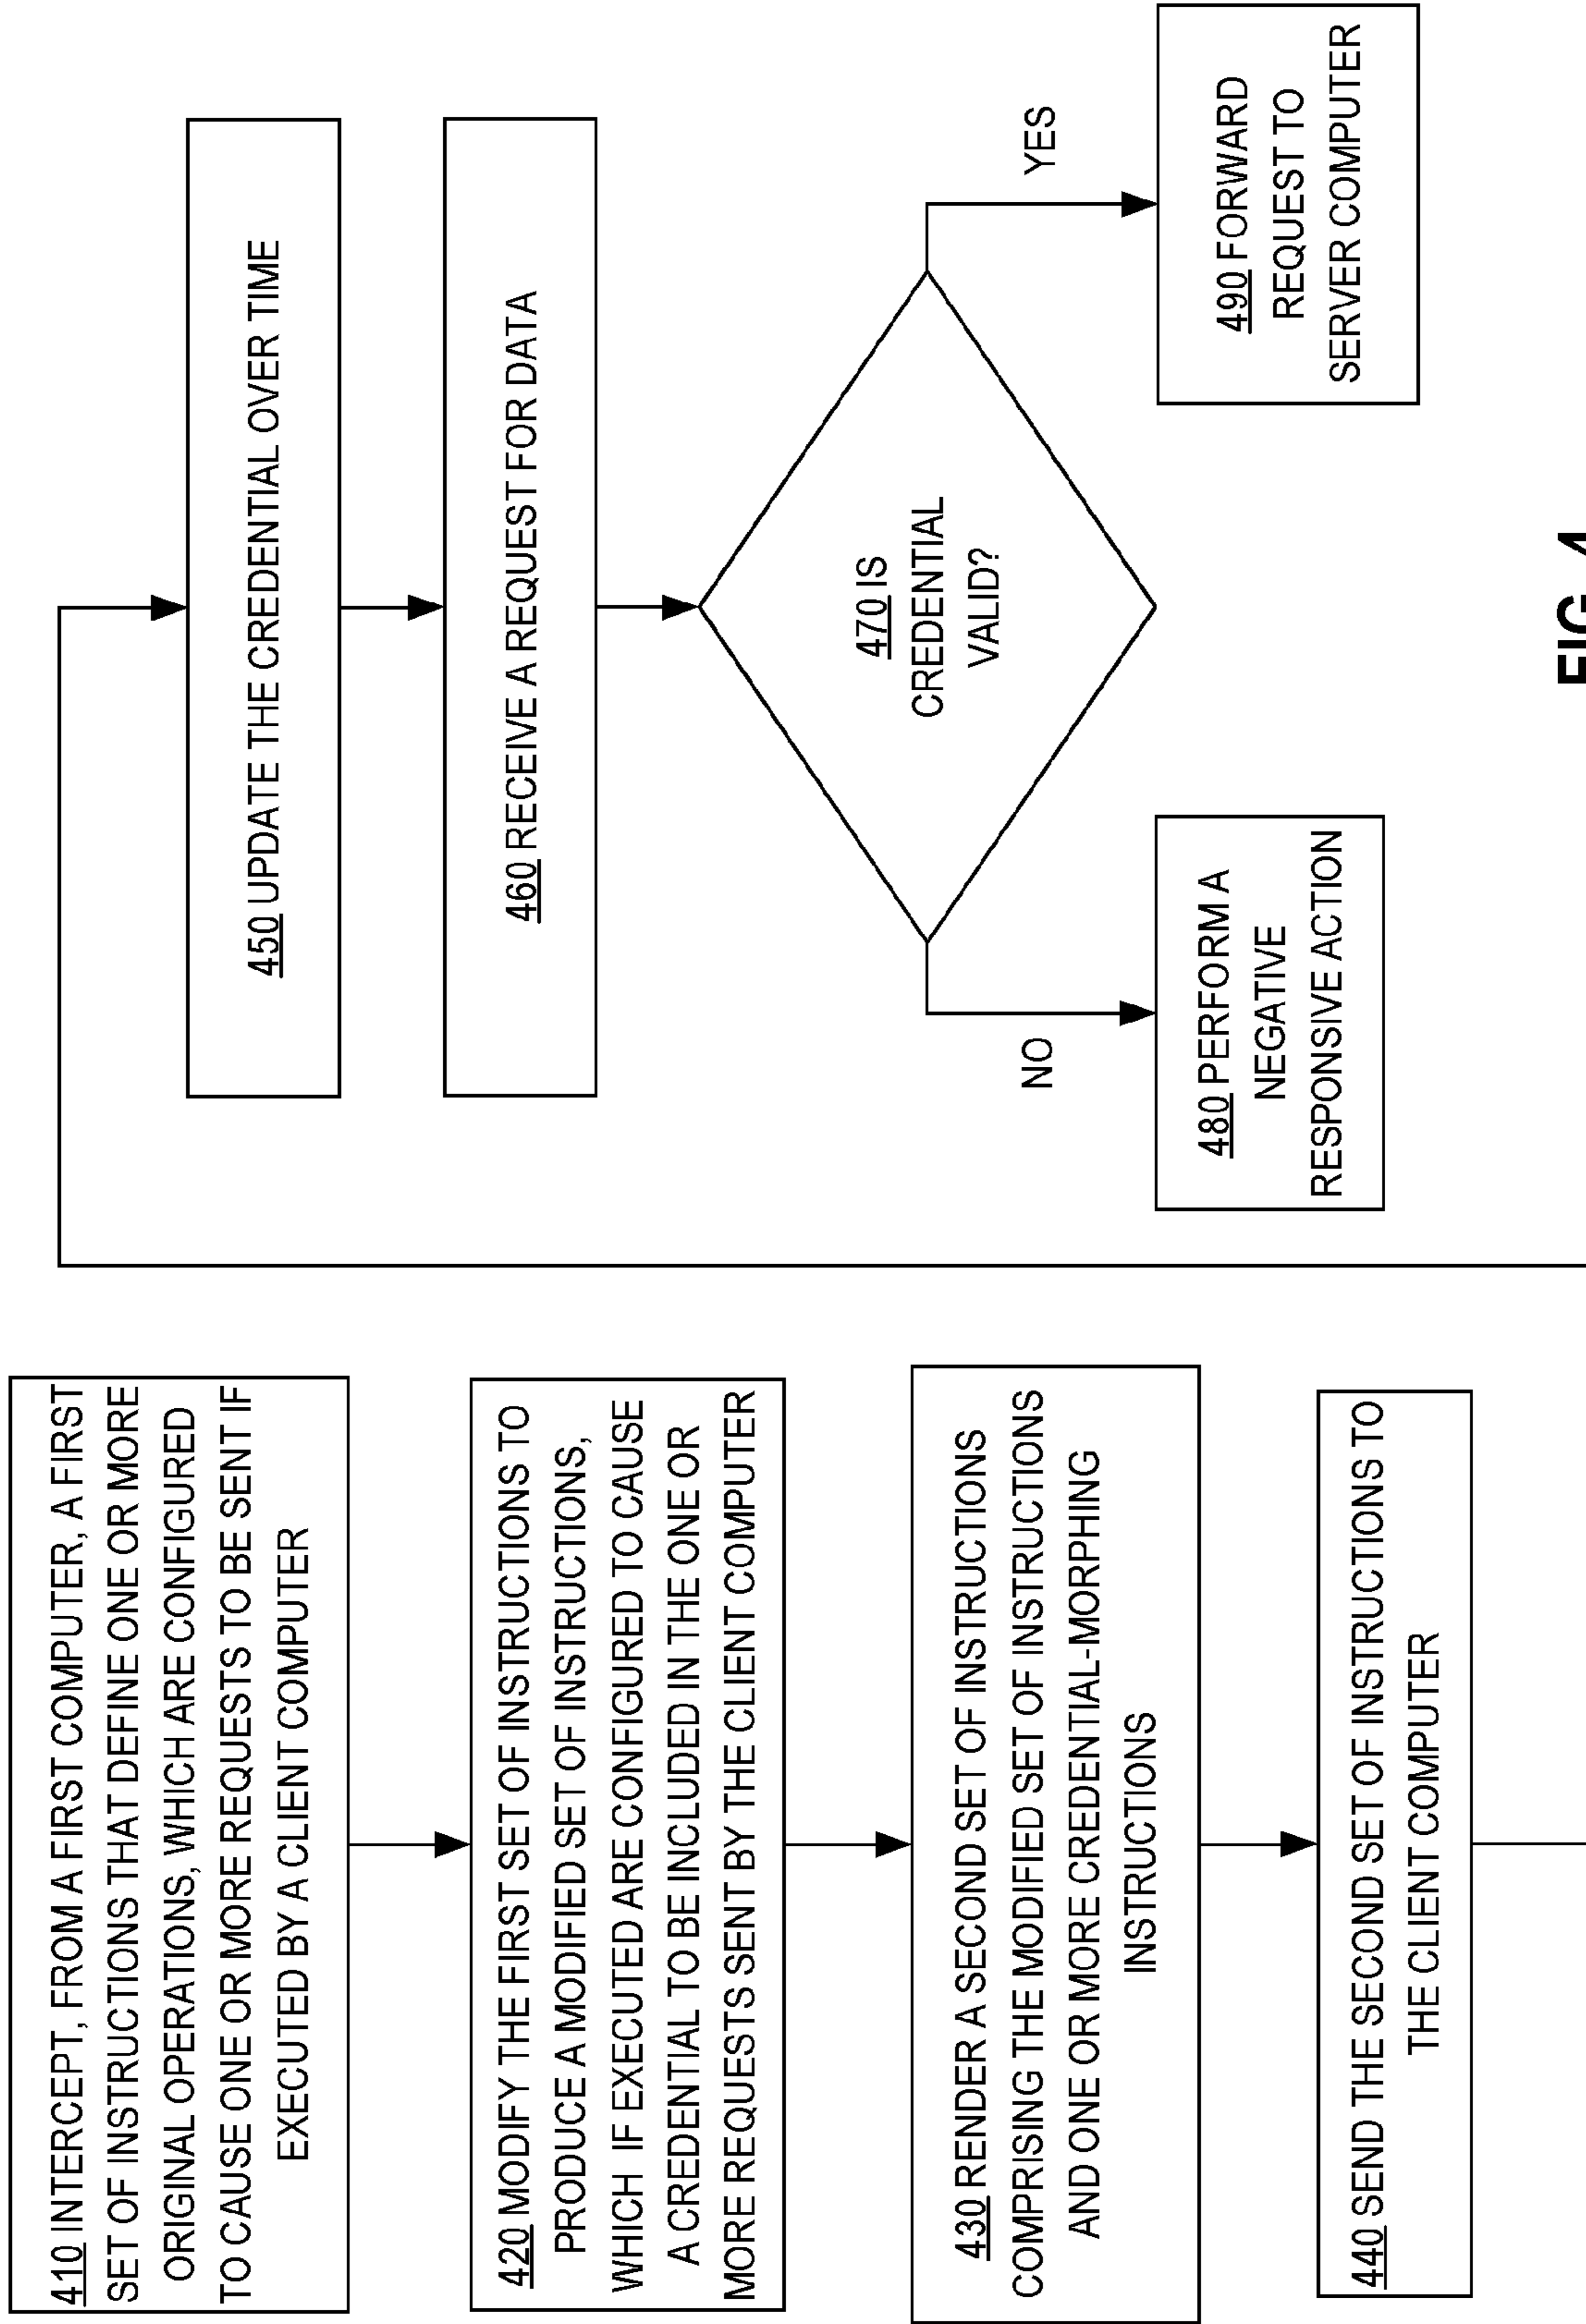 410 INTERCEPT, FROM A FIRST COMPUTER, A FIRST
SET OF INSTRUCTIONS THAT DEFINE ONE OR MORE
ORIGINAL OPERATIONS, WHICH ARE CONFIGURED
TO CAUSE ONE OR MORE REQUESTS TO BE SENT IF
EXECUTED BY A CLIENT COMPUTER
420 MODIFY THE FIRST SET OF INSTRUCTIONS TO
PRODUCE A MODIFIED SET OF INSTRUCTIONS,
WHICH IF EXECUTED ARE CONFIGURED TO CAUSE
A CREDENTIAL TO BE INCLUDED IN THE ONE OR
MORE REQUESTS SENT BY THE CLIENT COMPUTER
430 RENDER A SECOND SET OF INSTRUCTIONS
COMPRISING THE MODIFIED SET OF INSTRUCTIONS
AND ONE OR MORE CREDENTIAL-MORPHING
INSTRUCTIONS
440 SEND THE SECOND SET OF INSTRUCTIONS TO
THE CLIENT COMPUTER
450 UPDATE THE CREDENTIAL OVER TIME
460 RECEIVE A REQUEST FOR DATA
470 IS
CREDENTIAL
VALID?
NO
YES
480 PERFORM A
NEGATIVE
RESPONSIVE ACTION
490 FORWARD
REQUEST TO
SERVER COMPUTER
FIG. 4